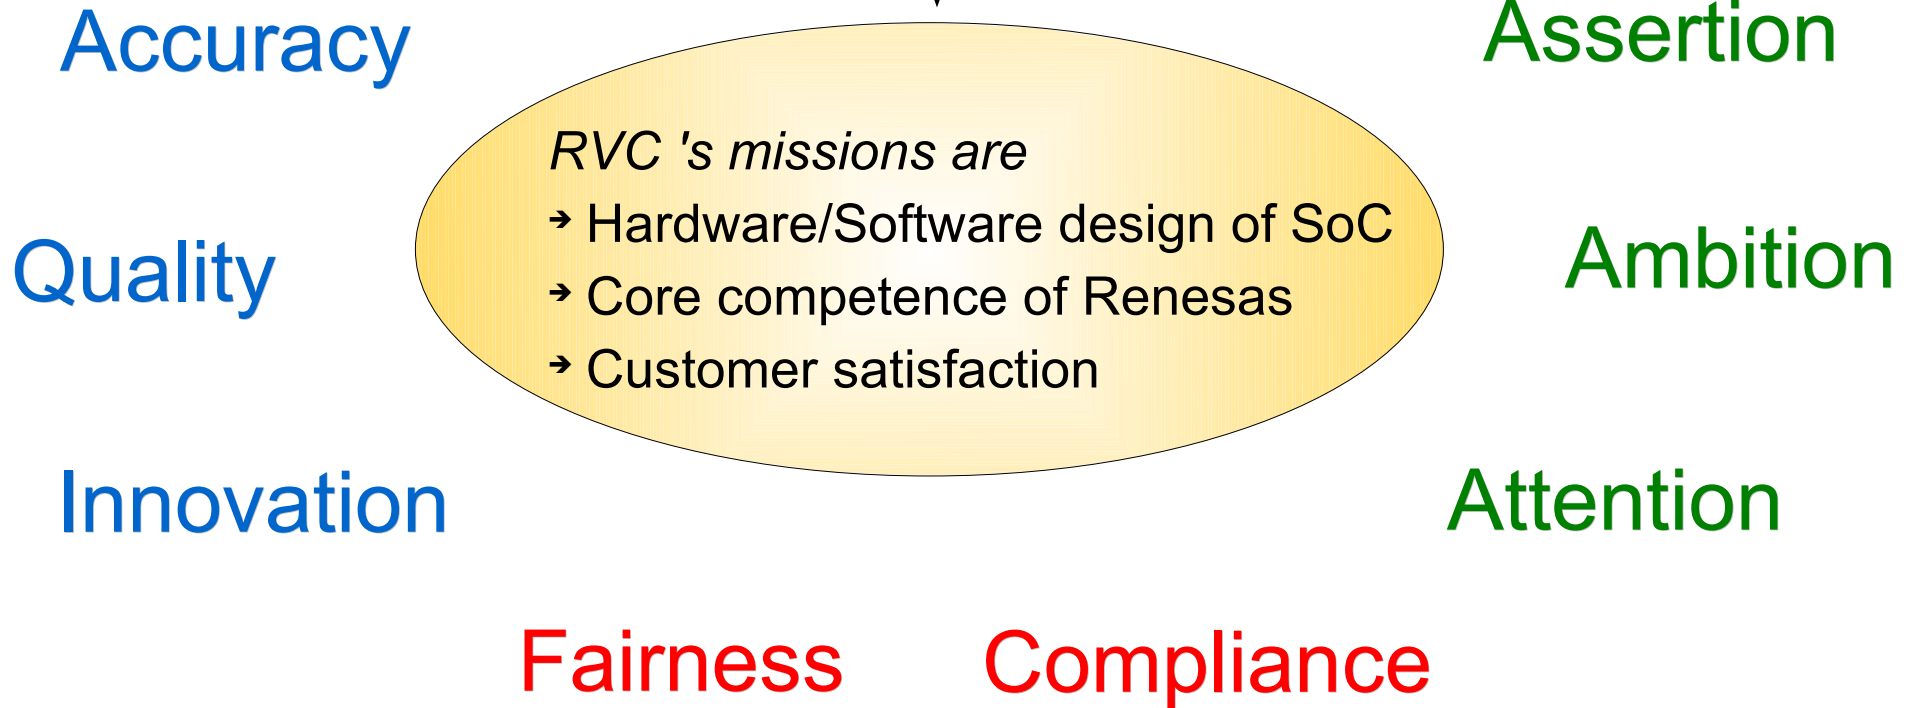 Accuracy
Assertion
RVC 's missions are
➔ Hardware/Software design of SoC
Quality
Ambition
➔ Core competence of Renesas
➔ Customer satisfaction
Innovation
Attention
Fairness
Compliance